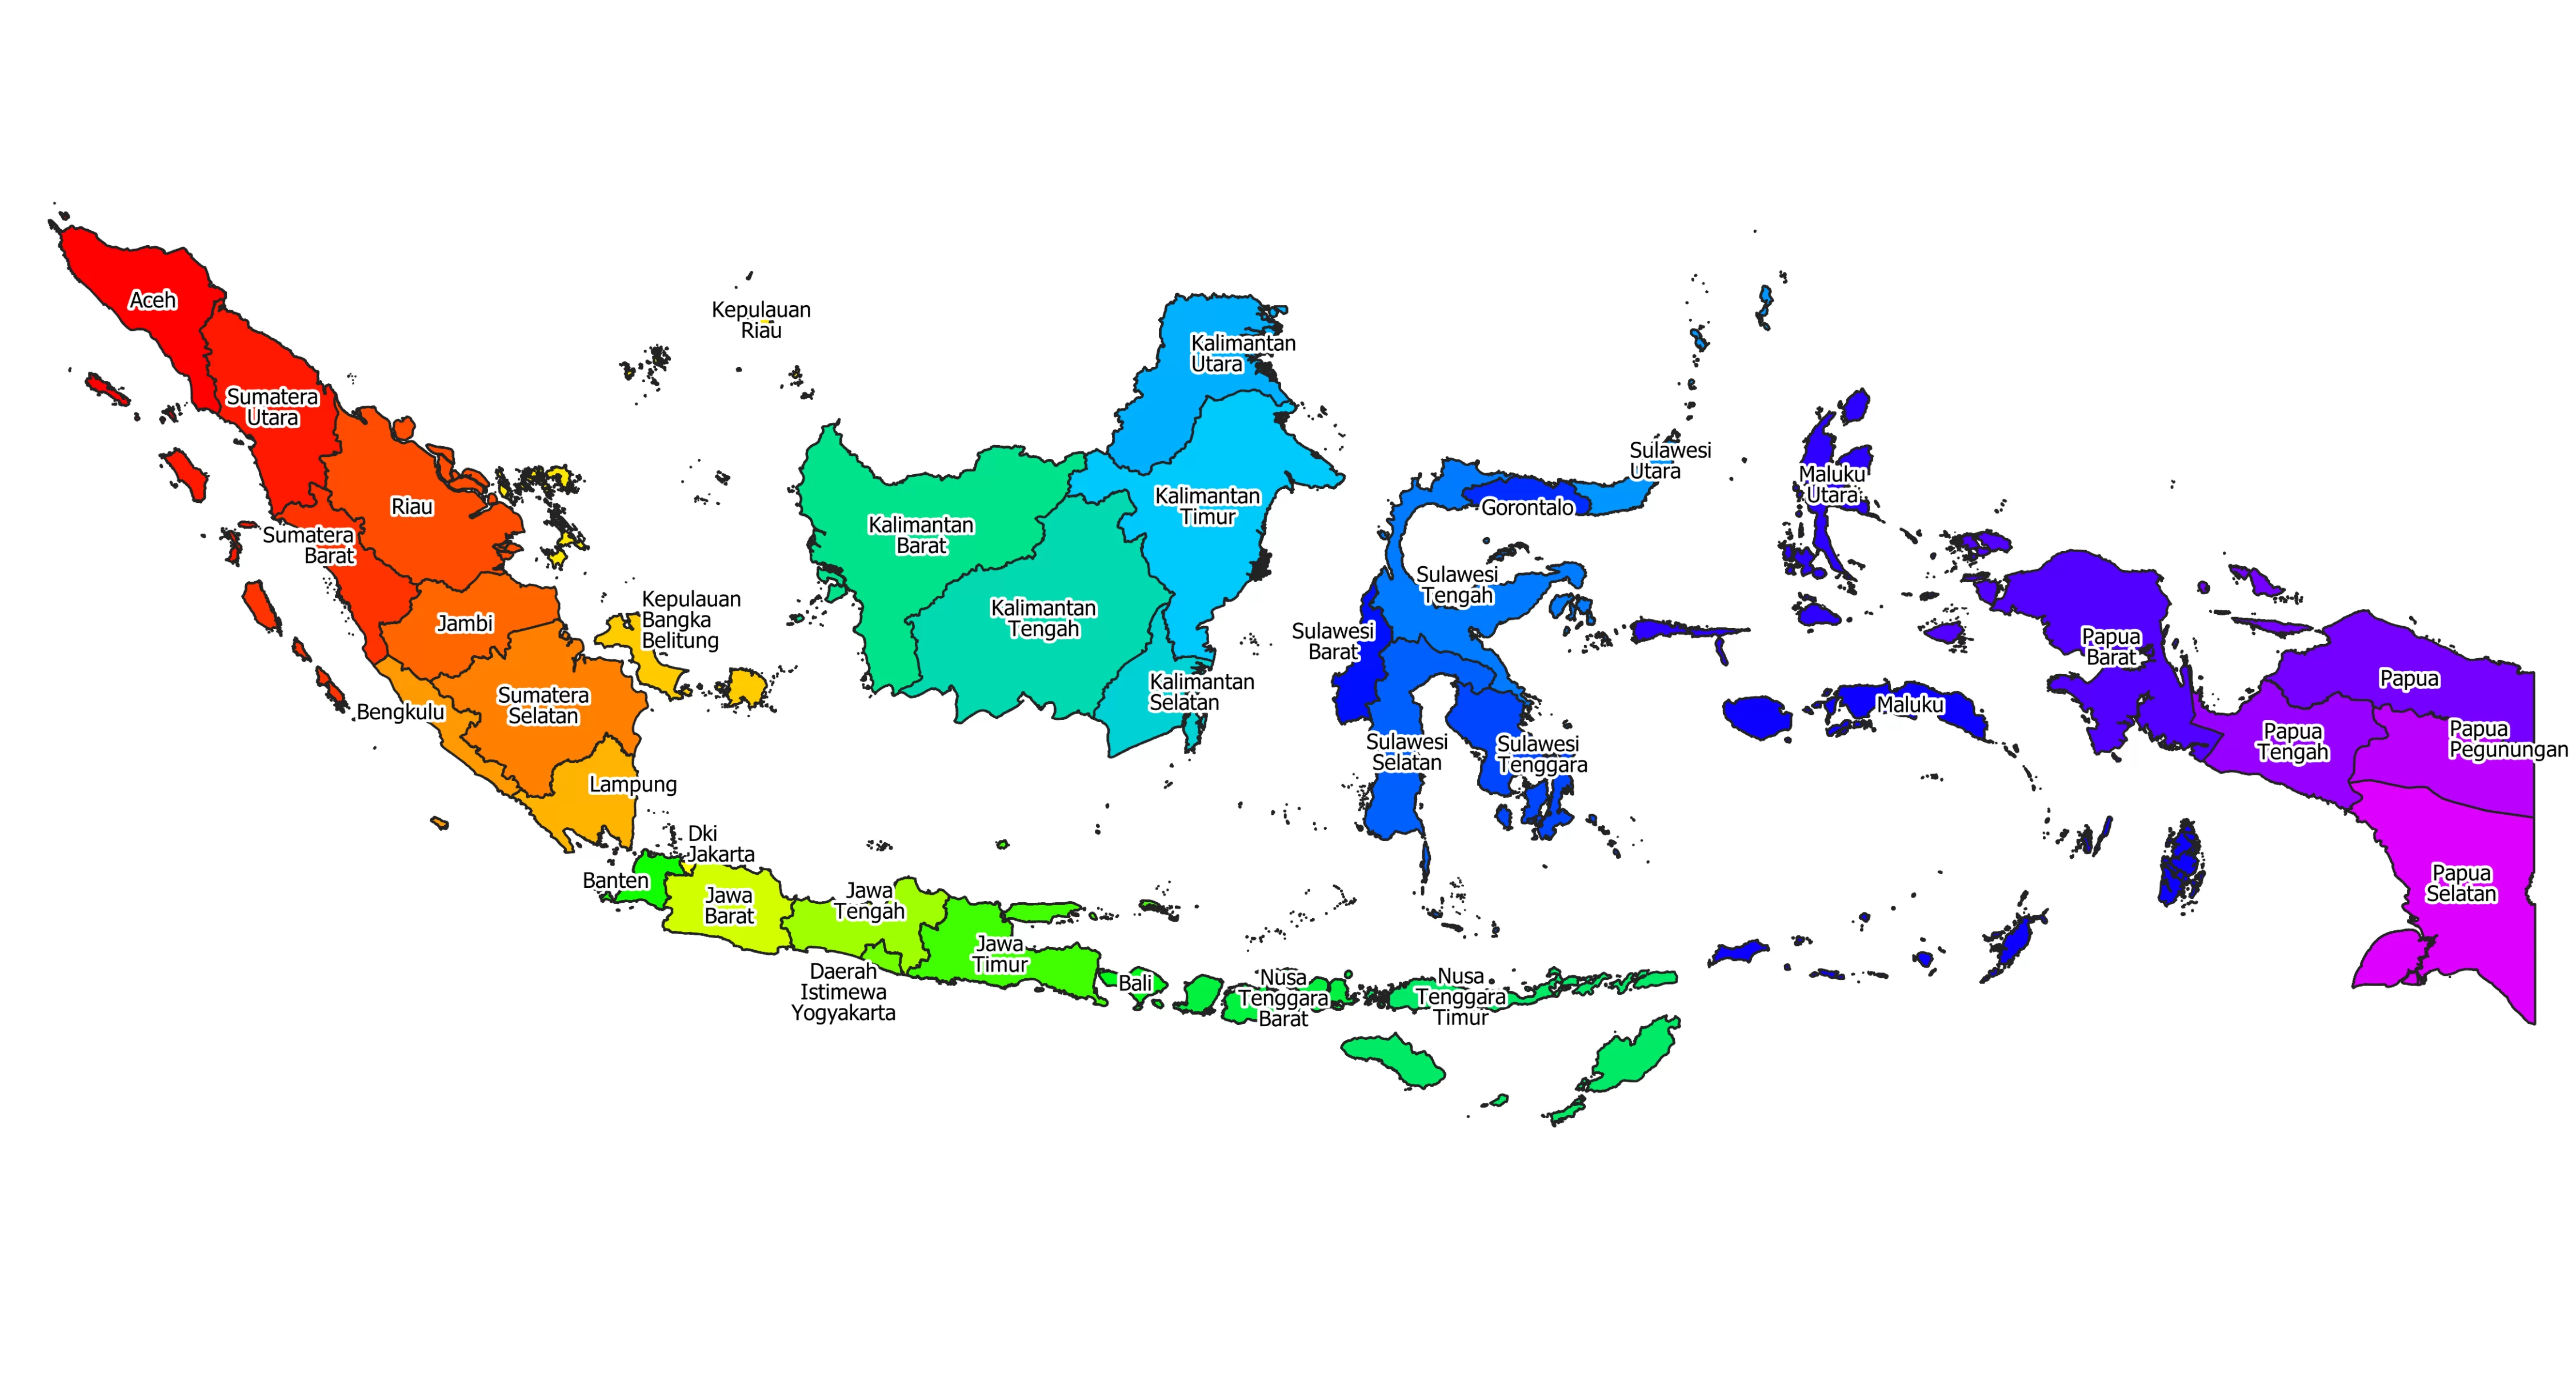 Aceh
Kepulauan
Riau
Kalimantan
Utara
Sumatera
Utara
Sulawesi
Utara
Maluku
Utara
Riau
Kalimantan
Timur
Gorontalo
Kalimantan
Barat
Sumatera
Barat
Sulawesi
Tengah
Kepulauan
Bangka
Belitung
Kalimantan
Tengah
Jambi
Sulawesi
Barat
Papua
Barat
Papua
Kalimantan
Selatan
Sumatera
Selatan
Bengkulu
Maluku
Papua
Tengah
Papua
Pegunungan
Sulawesi
Selatan
Sulawesi
Tenggara
Lampung
Dki
Jakarta
Banten
Jawa
Barat
Jawa
Tengah
Papua
Selatan
Jawa
Timur
Daerah
Istimewa
Yogyakarta
Bali
Nusa
Tenggara
Barat
Nusa
Tenggara
Timur